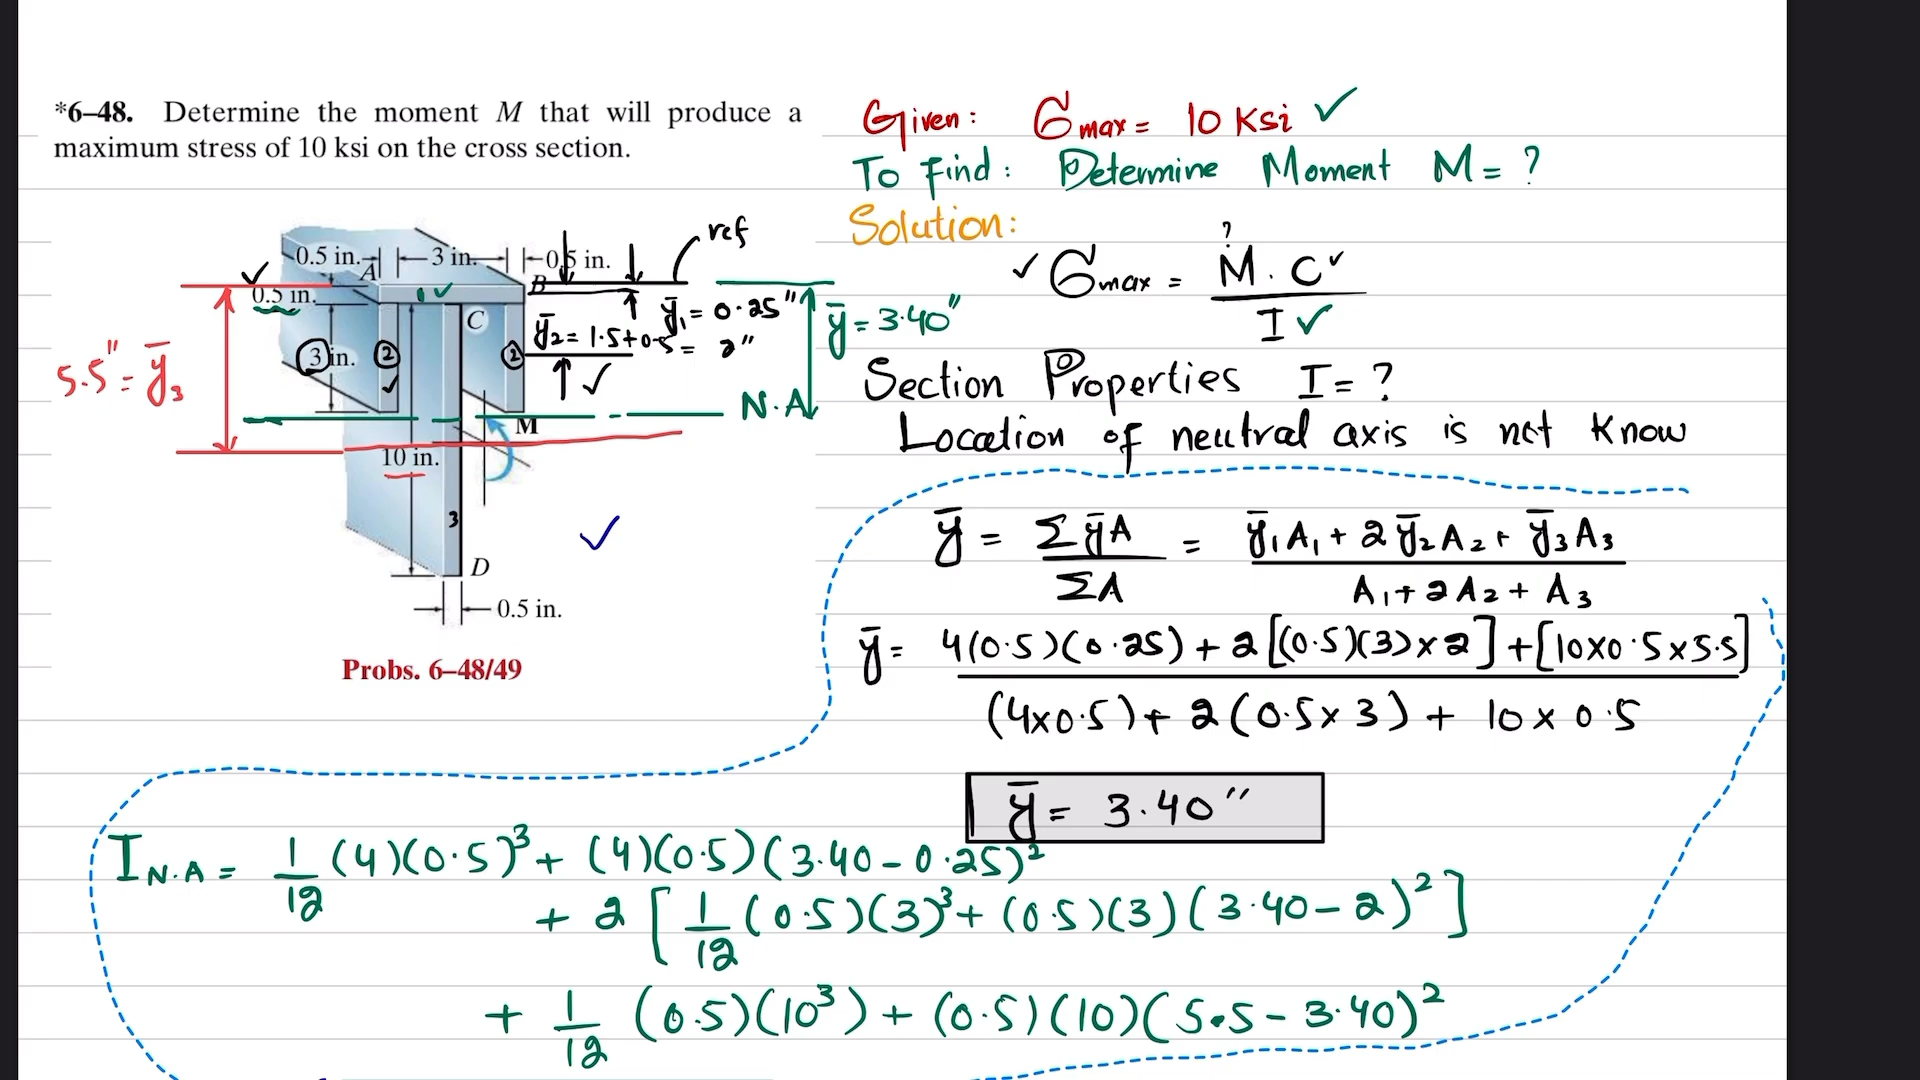 *6–48. Determine the moment M that will produce a
maximum stress of 10 ksi on the cross section.
Given: σmax = 10 Ksi ✓
To Find: Determine Moment M = ?
Solution:
?
✓ σmax = M . C ✓
I ✓
ref
0.5 in.
3 in.
0.5 in.
A
B
0.5 in.
1 ✓
C
ȳ₁ = 0.25"
ȳ = 3.40"
ȳ₂ = 1.5+0.5 = 2"
3 in.
2
2
5.5" = ȳ₃
N.A
M
10 in.
3
D
0.5 in.
Probs. 6–48/49
Section Properties I = ?
Location of neutral axis is not know
ȳ = ΣȳA = ȳ₁A₁ + 2ȳ₂A₂ + ȳ₃A₃
ΣA A₁ + 2A₂ + A₃
ȳ = 4(0.5)(0.25) + 2[(0.5)(3)×2] + [10×0.5×5.5]
(4×0.5) + 2(0.5×3) + 10×0.5
ȳ = 3.40"
I N.A = 1/12 (4)(0.5)³ + (4)(0.5)(3.40−0.25)²
+ 2 [1/12 (0.5)(3)³ + (0.5)(3)(3.40−2)²]
+ 1/12 (0.5)(10³) + (0.5)(10)(5.5−3.40)²